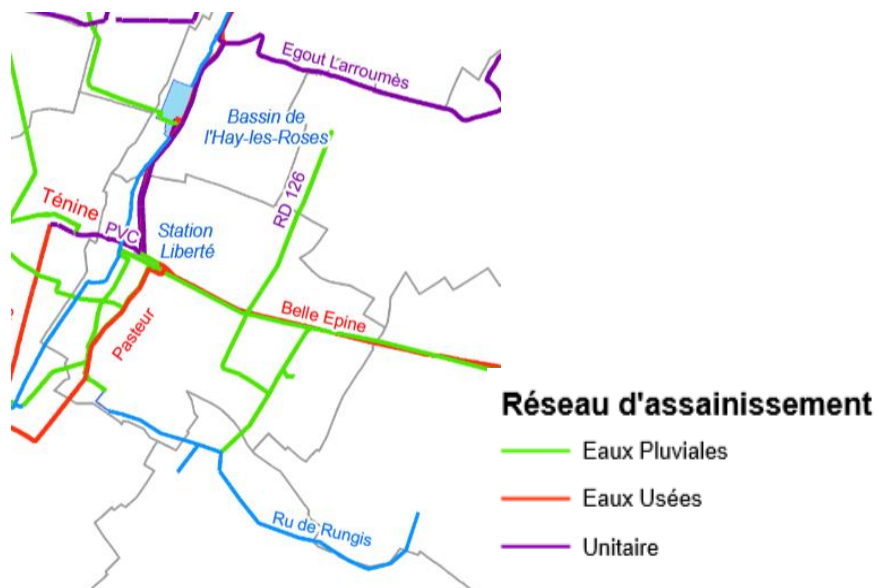 Egout Larroumès
Bassin de
l'Hay-les-Roses
RD 126
Ténine
PVC
Station
Liberté
Belle Epine
Pasteur
Ru de Rungis
Réseau d'assainissement
Eaux Pluviales
Eaux Usées
Unitaire